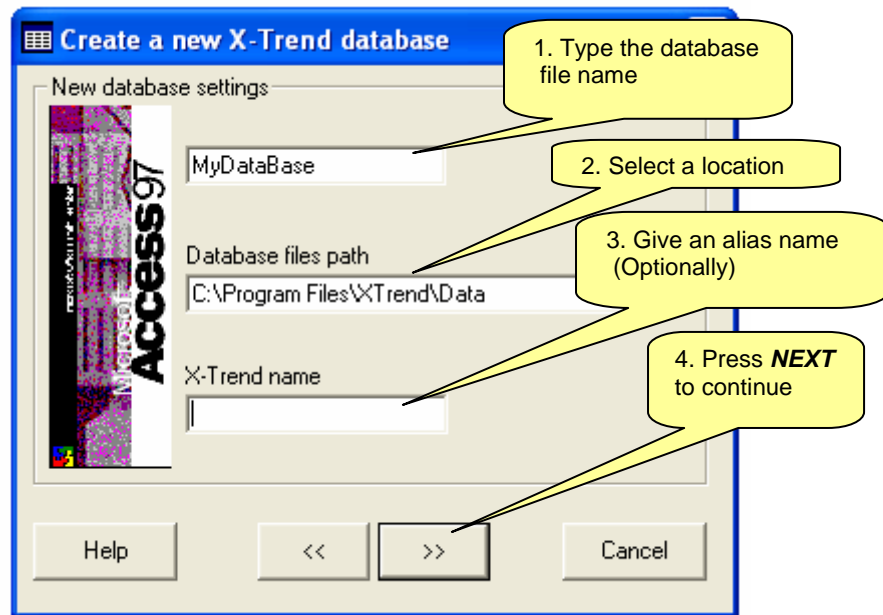 Create a new X-Trend database
1. Type the database
file name
New database settings
MyDataBase
2. Select a location
Database files path
3. Give an alias name
(Optionally)
C:\Program Files\XTrend\Data
X-Trend name
4. Press NEXT
to continue
Microsoft
Access97
Help
<<
>>
Cancel